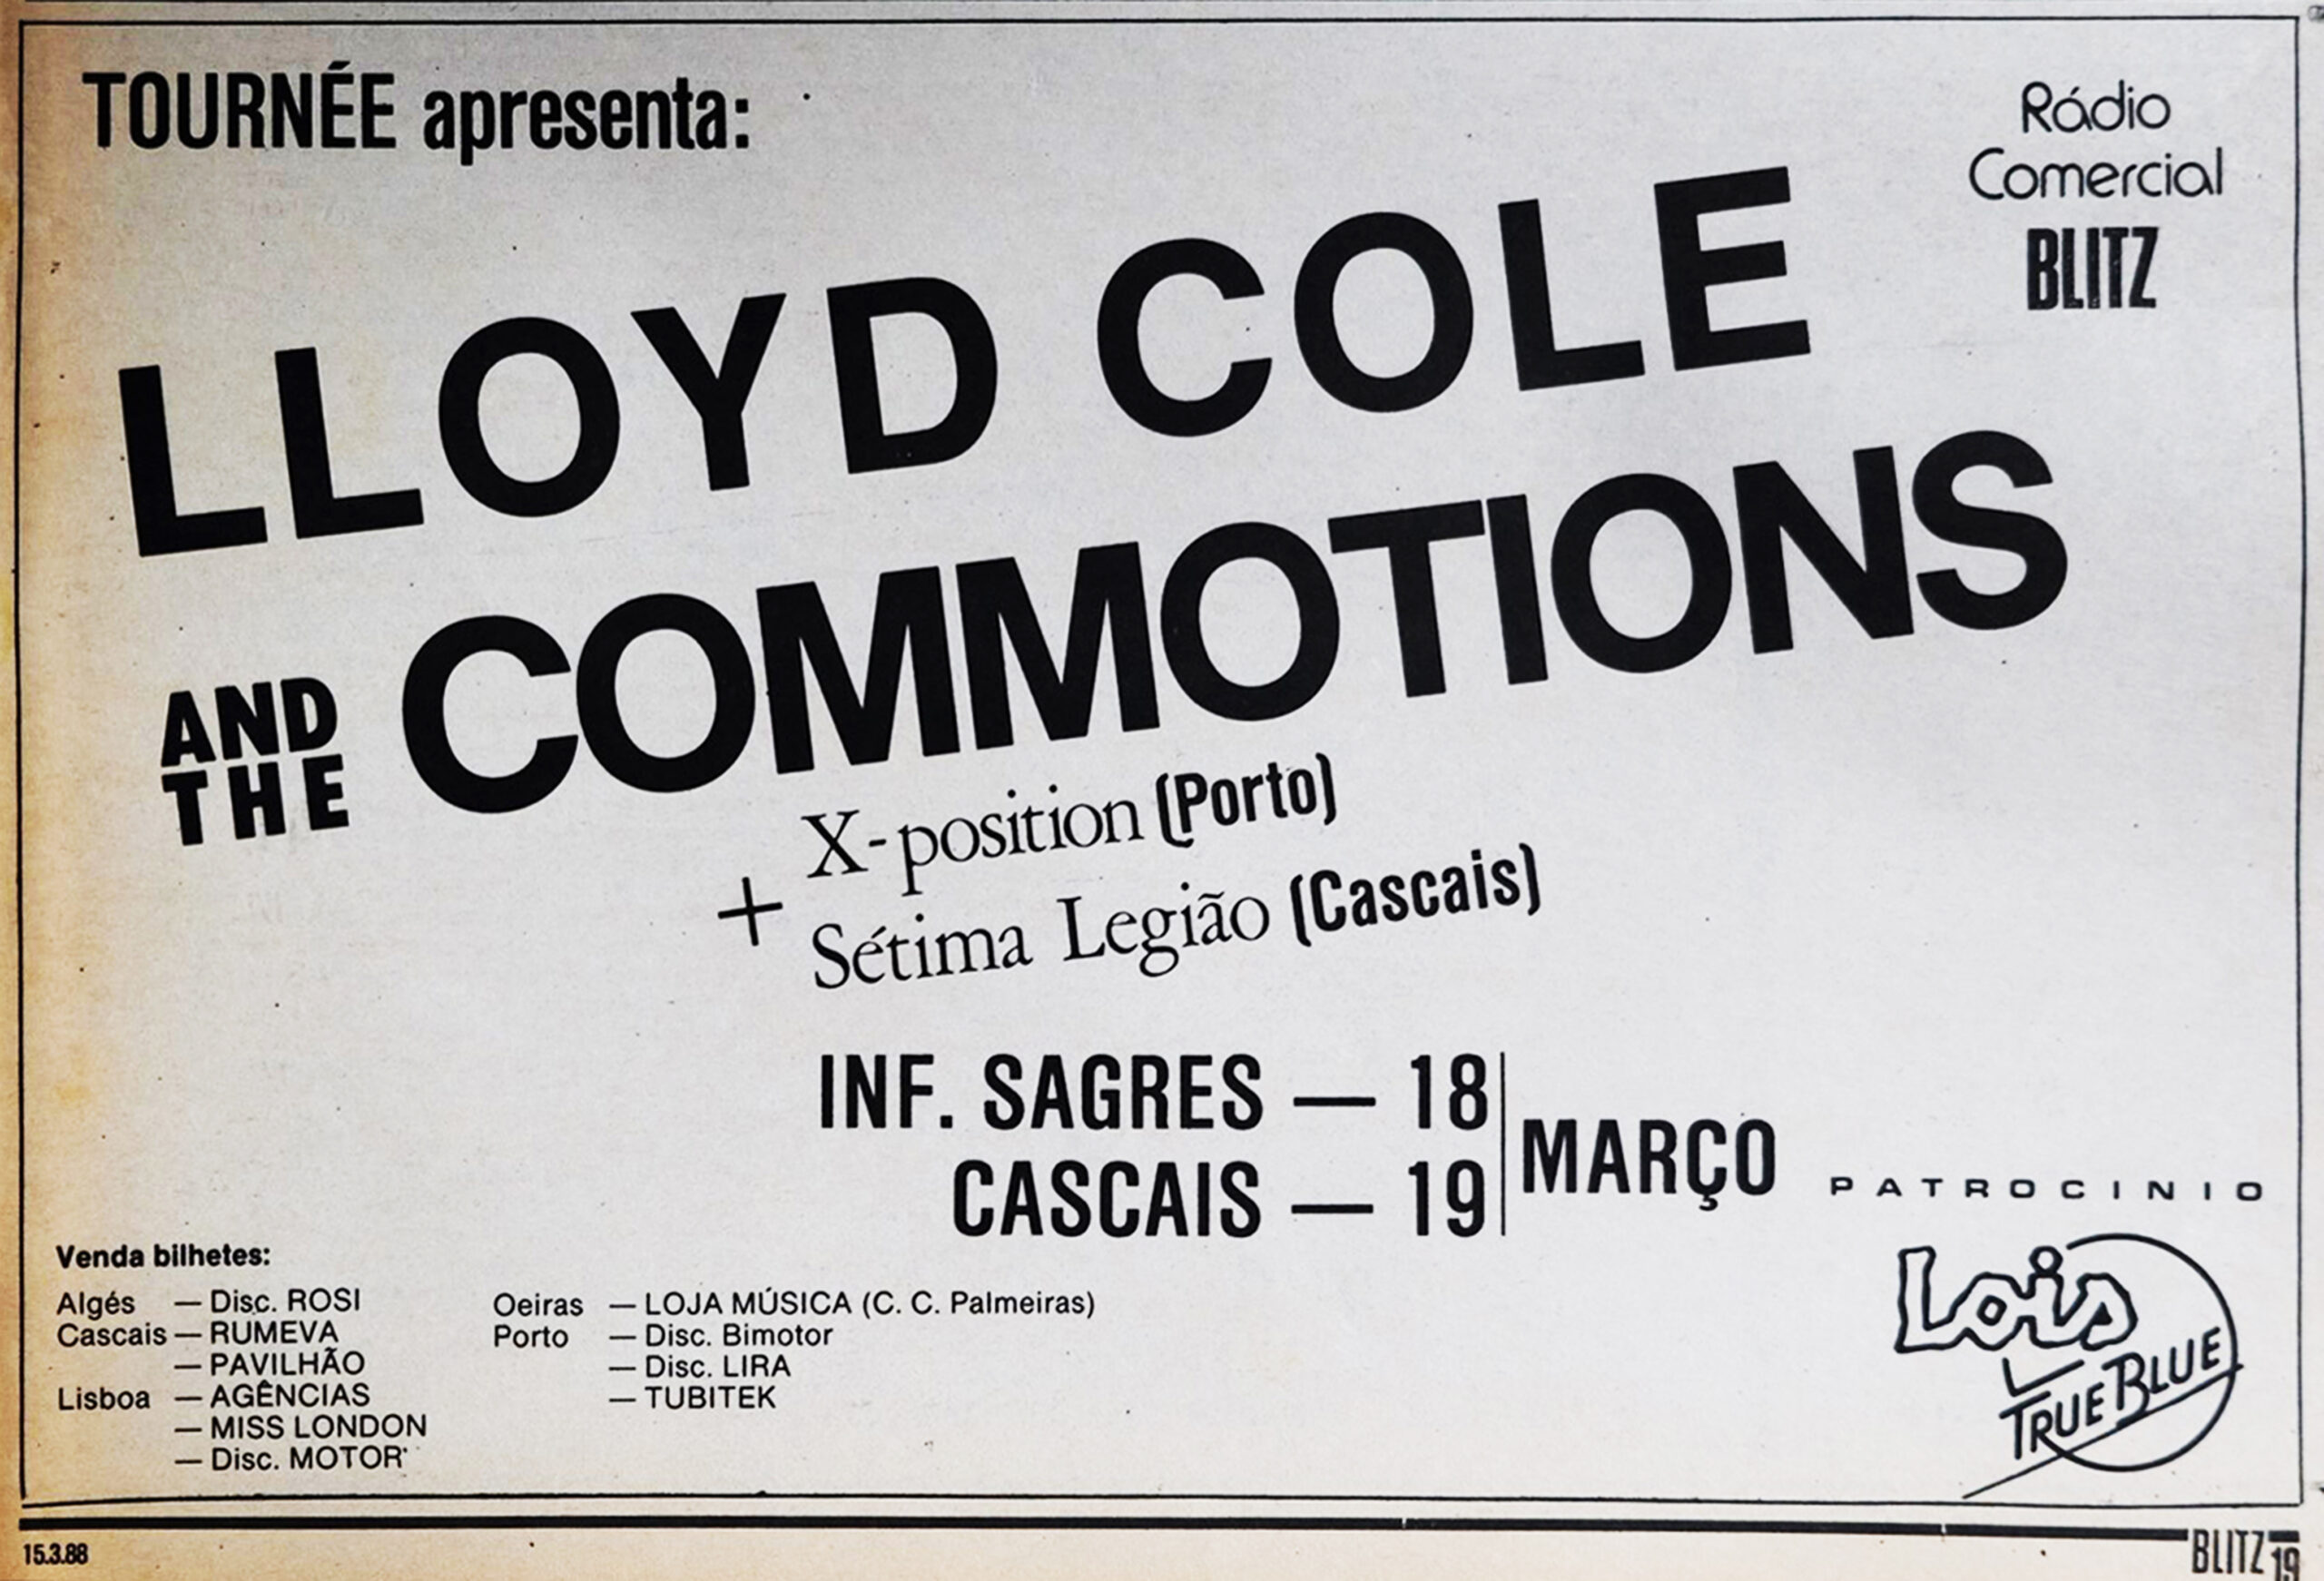 TOURNÉE apresenta:
Rádio
Comercial
BLITZ
LLOYD COLE
AND THE COMMOTIONS
+ X-position (Porto)
Sétima Legião (Cascais)
INF. SAGRES — 18
CASCAIS — 19
MARÇO
PATROCINIO
Lois
TRUE BLUE
Venda bilhetes:
Algés — Disc. ROSI
Cascais — RUMEVA
— PAVILHÃO
Lisboa — AGÊNCIAS
— MISS LONDON
— Disc. MOTOR
Oeiras — LOJA MÚSICA (C. C. Palmeiras)
Porto — Disc. Bimotor
— Disc. LIRA
— TUBITEK
15.3.88
BLITZ 19